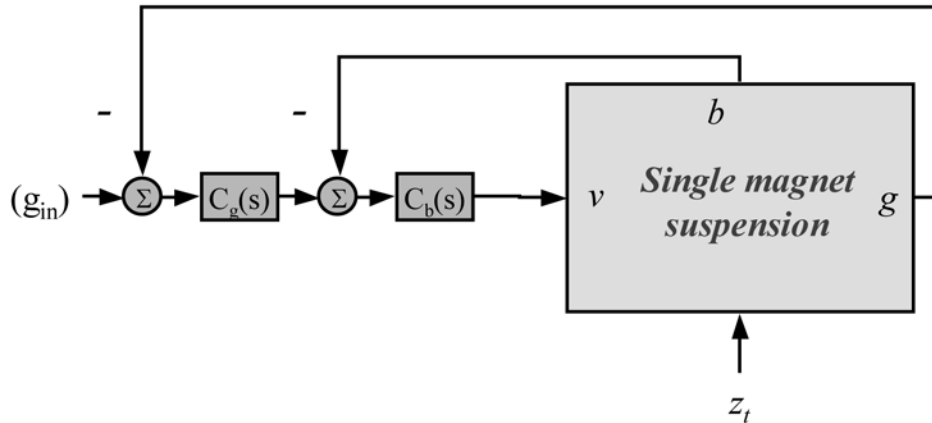 -
-
b
(g_in)
Σ
C_g(s)
Σ
C_b(s)
v
Single magnet
suspension
g
z_t